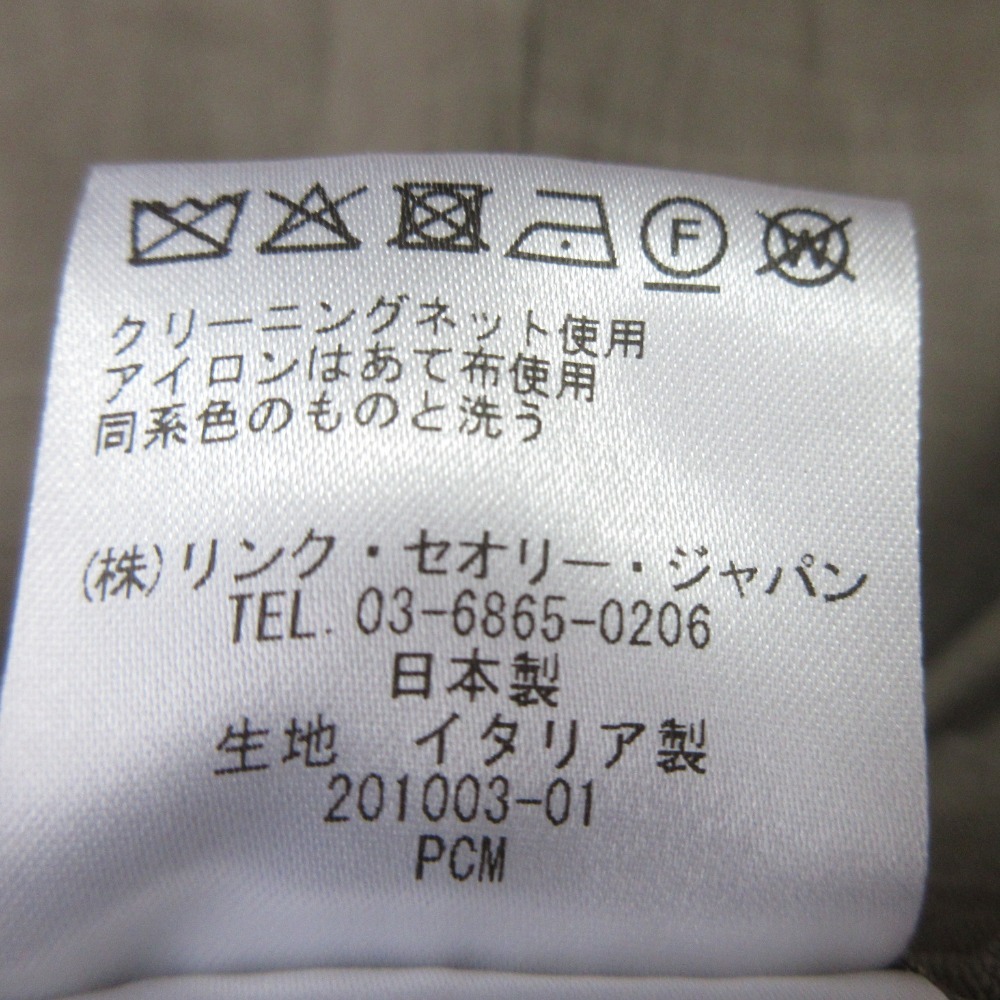 F W
クリーニングネット使用
アイロンはあて布使用
同系色のものと洗う
(株)リンク・セオリー・ジャパン
TEL. 03-6865-0206
日本製
生地 イタリア製
201003-01
PCM